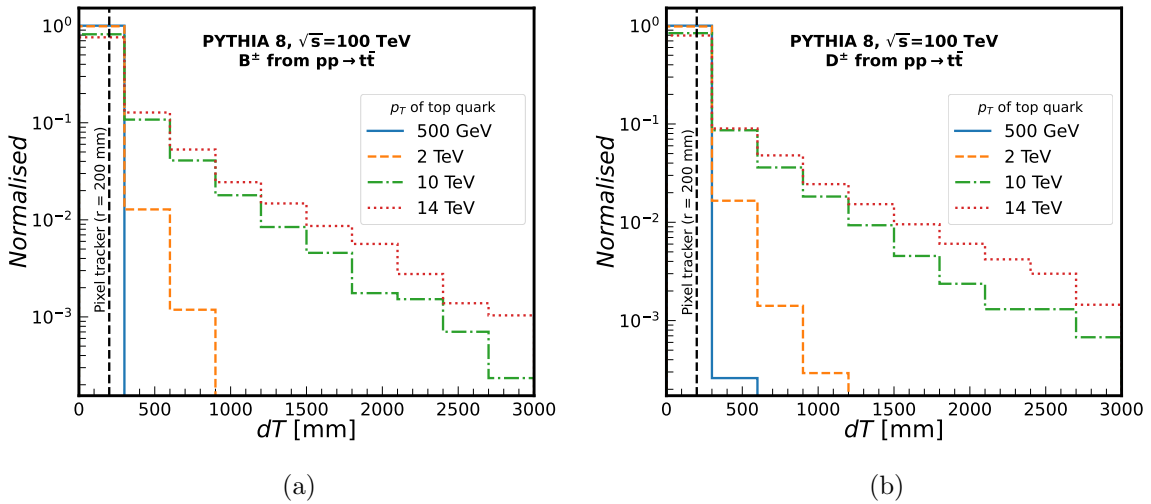 PYTHIA 8, √s=100 TeV
B± from pp→tt̄
p_T of top quark
500 GeV
2 TeV
10 TeV
14 TeV
Pixel tracker (r = 200 mm)
Normalised
10⁰
10⁻¹
10⁻²
10⁻³
0 500 1000 1500 2000 2500 3000
dT [mm]
(a)
PYTHIA 8, √s=100 TeV
D± from pp→tt̄
p_T of top quark
500 GeV
2 TeV
10 TeV
14 TeV
Pixel tracker (r = 200 mm)
Normalised
10⁰
10⁻¹
10⁻²
10⁻³
0 500 1000 1500 2000 2500 3000
dT [mm]
(b)